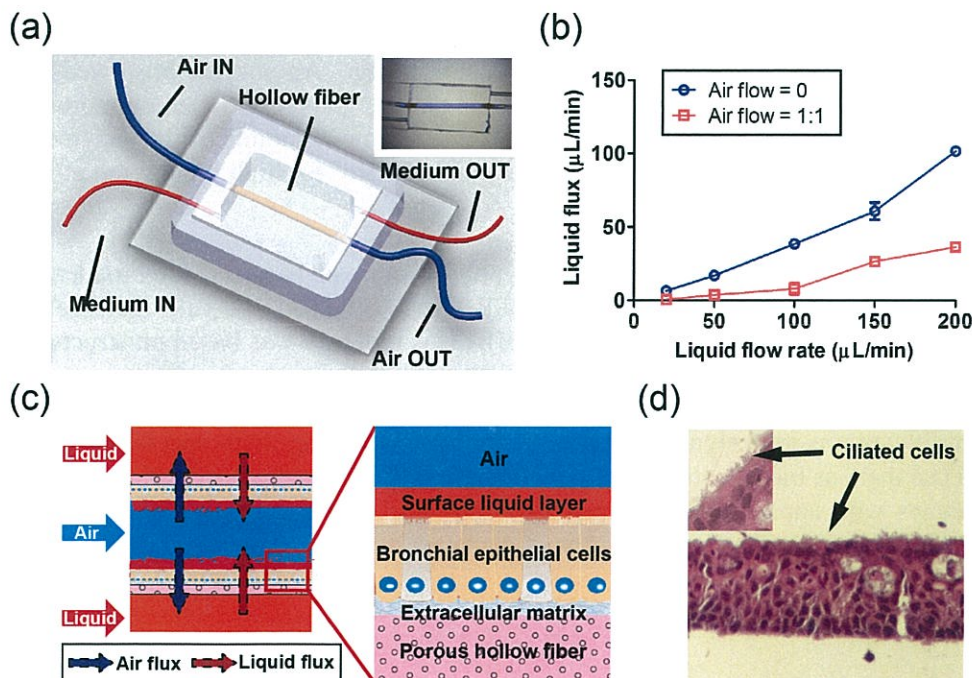 (a)
Air IN
Hollow fiber
Medium OUT
Medium IN
Air OUT
(b)
150
100
50
0
Liquid flux (µL/min)
Air flow = 0
Air flow = 1:1
0 50 100 150 200
Liquid flow rate (µL/min)
(c)
Liquid
Air
Liquid
Air flux Liquid flux
Air
Surface liquid layer
Bronchial epithelial cells
Extracellular matrix
Porous hollow fiber
(d)
Ciliated cells